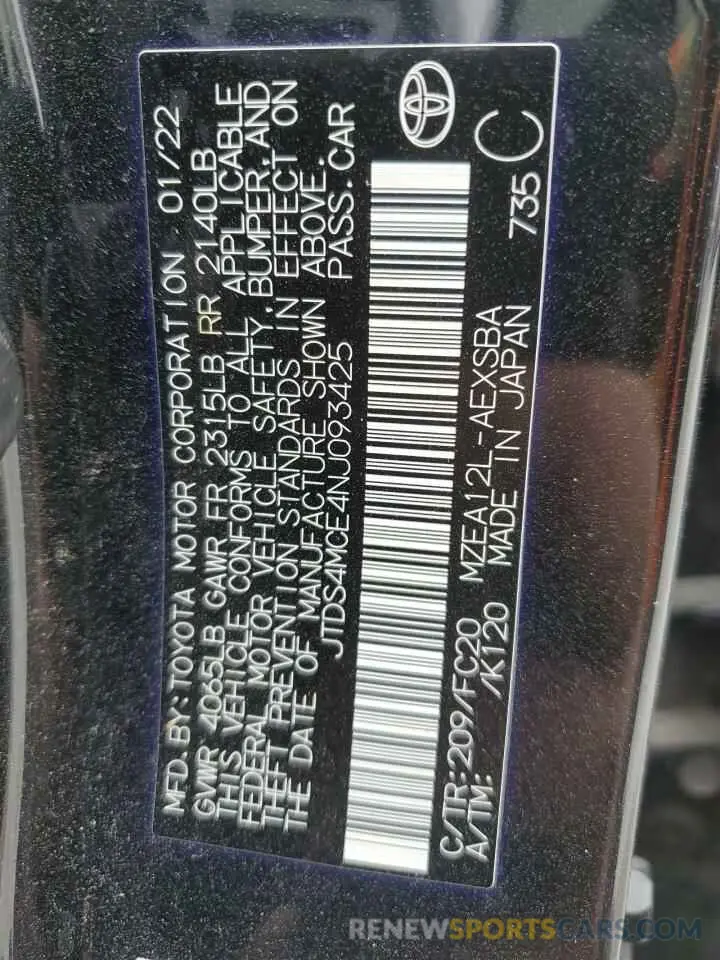 MFD.BY:TOYOTA MOTOR CORPORATION 01/22
GVWR 4065LB GAWR FR 2315LB RR 2140LB
THIS VEHICLE CONFORMS TO ALL APPLICABLE
FEDERAL MOTOR VEHICLE SAFETY,BUMPER,AND
THEFT PREVENTION STANDARDS IN EFFECT ON
THE DATE OF MANUFACTURE SHOWN ABOVE.
JTDS4MCE4NJ093425 PASS.CAR
C/TR:209/FC20 MZEA12L-AEXSBA
A/TM: /K120 MADE IN JAPAN 735 C
RENEWSPORTSCARS.COM